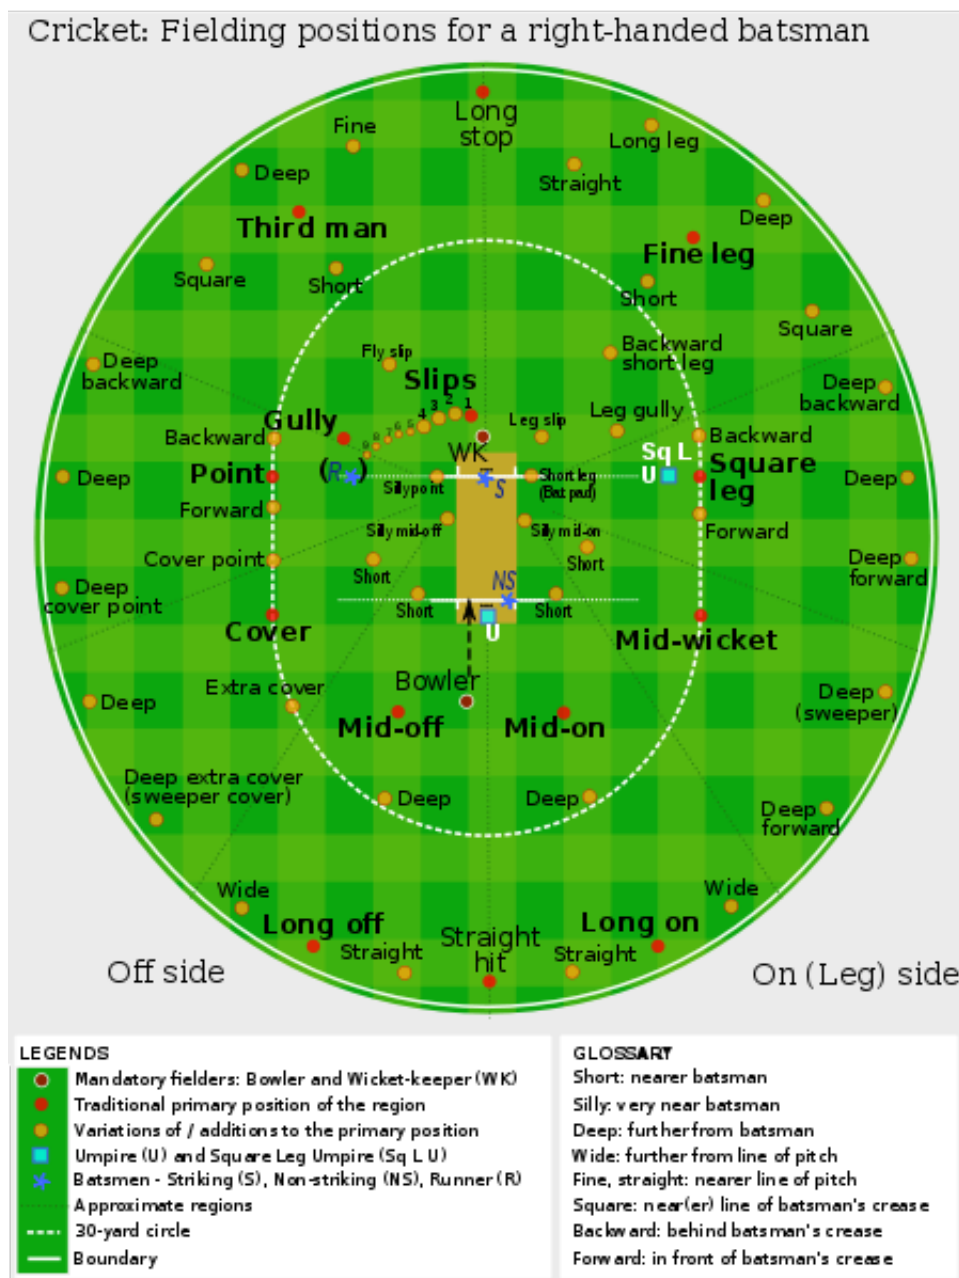 Cricket: Fielding positions for a right-handed batsman
Long
stop
Fine
Long leg
Deep
Straight
Deep
Third man
Fine leg
Square
Short
Short
Square
Fly slip
Backward
short leg
Deep
backward
Slips
Deep
backward
1
2
3
4
5
6
7
8
9
Gully
Leg slip
Leg gully
Backward
WK
Backward
Sq L
U
Square
leg
Deep
Point
(R)
Silly point
S
Short leg
(Bat pad)
Deep
Forward
Silly mid-off
Silly mid-on
Forward
Cover point
Short
Short
Deep
forward
Deep
cover point
Short
NS
Short
U
Cover
Mid-wicket
Extra cover
Bowler
Deep
Deep
(sweeper)
Mid-off
Mid-on
Deep extra cover
(sweeper cover)
Deep
Deep
Deep
forward
Wide
Wide
Long off
Long on
Straight
Straight
hit
Straight
Off side
On (Leg) side
LEGENDS
Mandatory fielders: Bowler and Wicket-keeper (WK)
Traditional primary position of the region
Variations of / additions to the primary position
Umpire (U) and Square Leg Umpire (Sq L U)
Batsmen - Striking (S), Non-striking (NS), Runner (R)
Approximate regions
30-yard circle
Boundary
GLOSSARY
Short: nearer batsman
Silly: very near batsman
Deep: further from batsman
Wide: further from line of pitch
Fine, straight: nearer line of pitch
Square: near(er) line of batsman's crease
Backward: behind batsman's crease
Forward: in front of batsman's crease